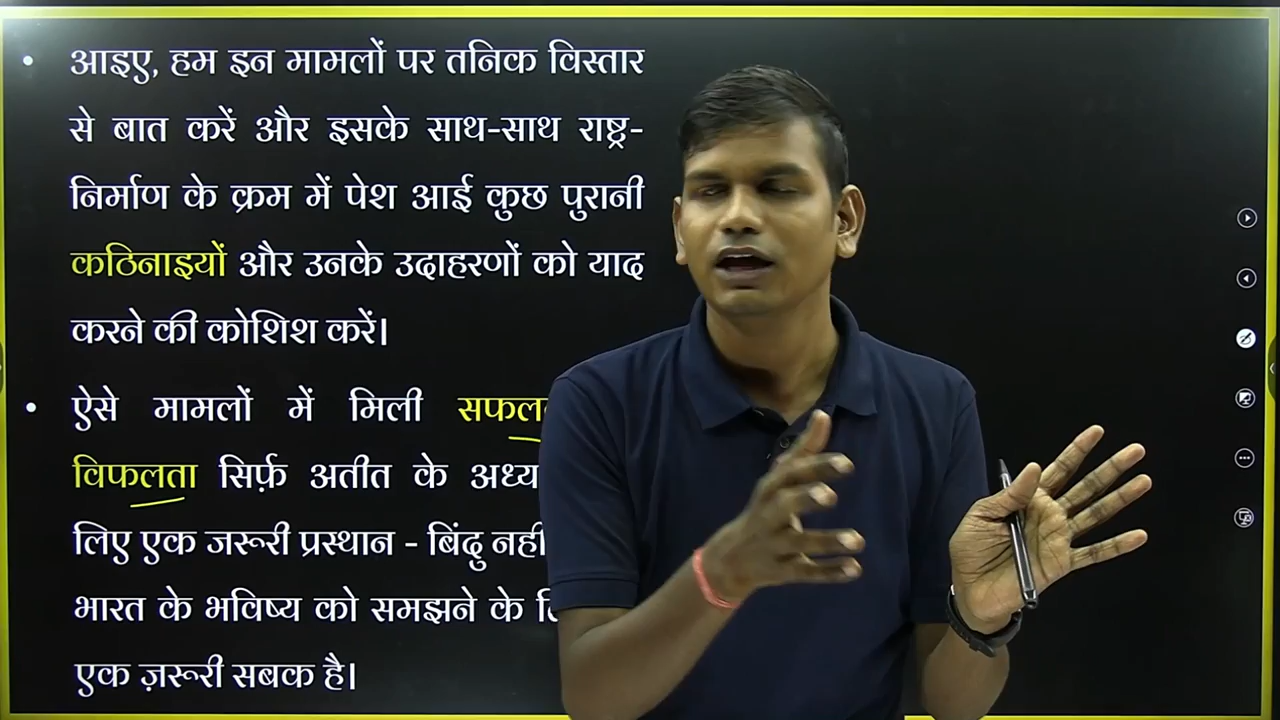 आइए, हम इन मामलों पर तनिक विस्तार
से बात करें और इसके साथ-साथ राष्ट्र-
निर्माण के क्रम में पेश आई कुछ पुरानी
कठिनाइयों और उनके उदाहरणों को याद
करने की कोशिश करें।
ऐसे मामलों में मिली
विफलता सिर्फ़ अतीत के
लिए एक जरूरी प्रस्थान - बिंदु
भारत के भविष्य को समझने के
एक ज़रूरी सबक है।